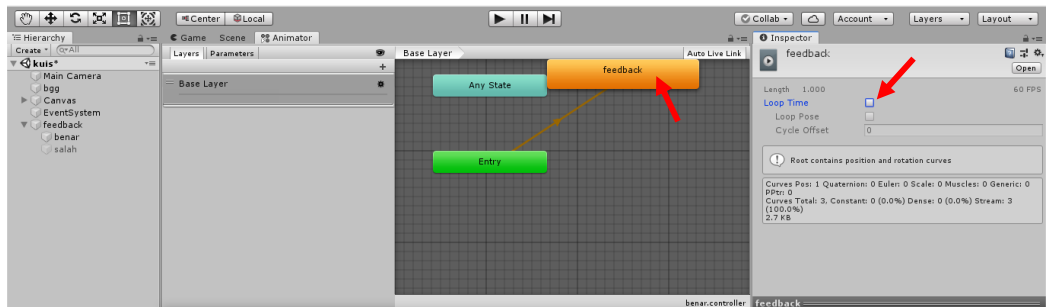 Center Local Collab Account Layers Layout
Hierarchy Game Scene Animator Inspector
Create Q▾All Layers Parameters Base Layer Auto Live Link feedback
Open
kuis*
Main Camera
bgg
Canvas
EventSystem
feedback
benar
salah
+
Base Layer
Any State
feedback
Entry
benar.controller
Length 1.000 60 FPS
Loop Time
Loop Pose
Cycle Offset 0
Root contains position and rotation curves
Curves Pos: 1 Quaternion: 0 Euler: 0 Scale: 0 Muscles: 0 Generic: 0
PPtr: 0
Curves Total: 3, Constant: 0 (0.0%) Dense: 0 (0.0%) Stream: 3
(100.0%)
2.7 KB
feedback